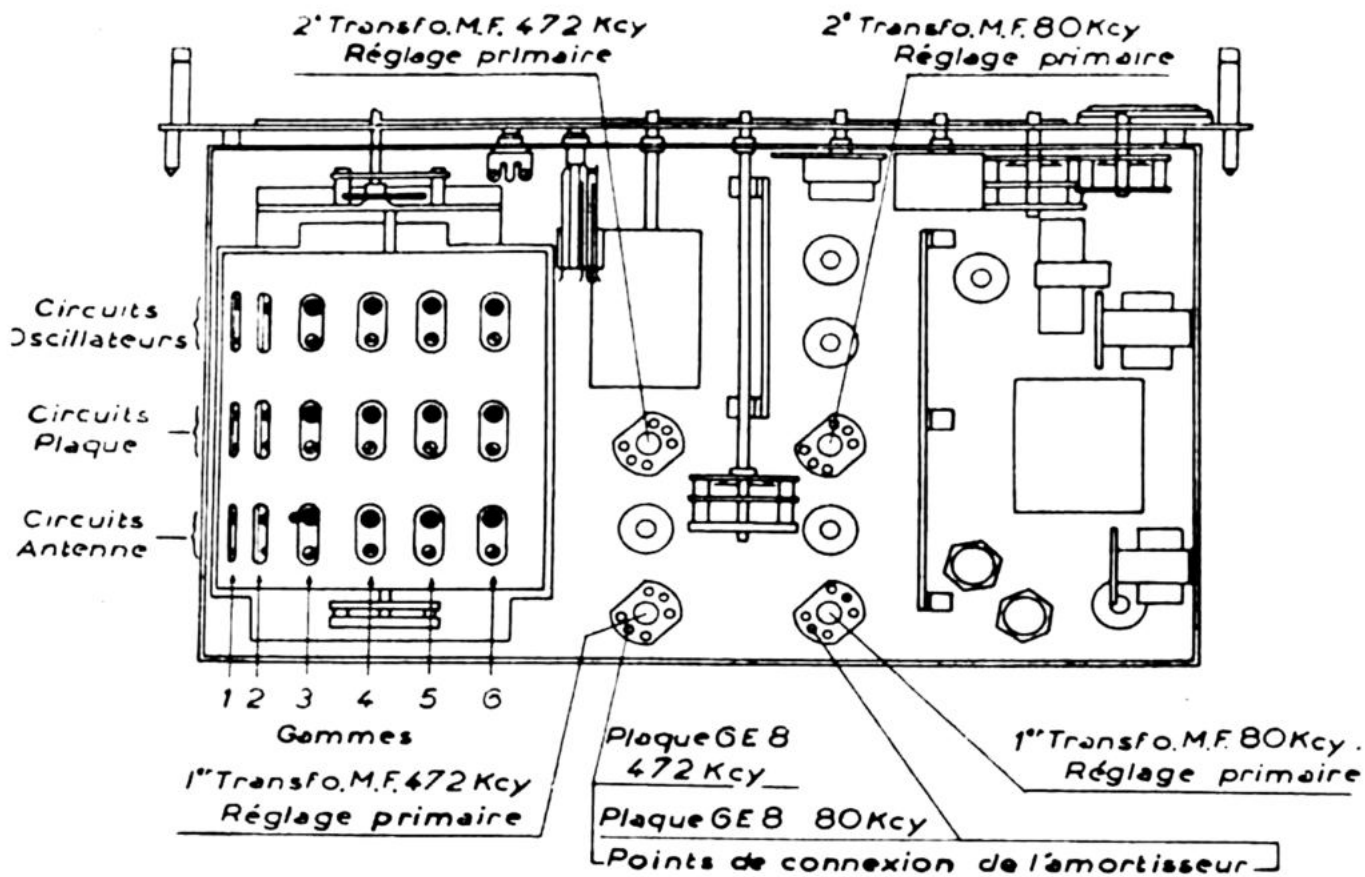 2e Transfo.M.F. 472 Kcy
Réglage primaire
2e Transfo.M.F. 80 Kcy
Réglage primaire
Circuits
Oscillateurs
Circuits
Plaque
Circuits
Antenne
1 2 3 4 5 6
Gammes
1er Transfo.M.F. 472 Kcy
Réglage primaire
Plaque 6E8
472 Kcy
Plaque 6E8 80 Kcy
Points de connexion de l'amortisseur
1er Transfo.M.F. 80 Kcy.
Réglage primaire